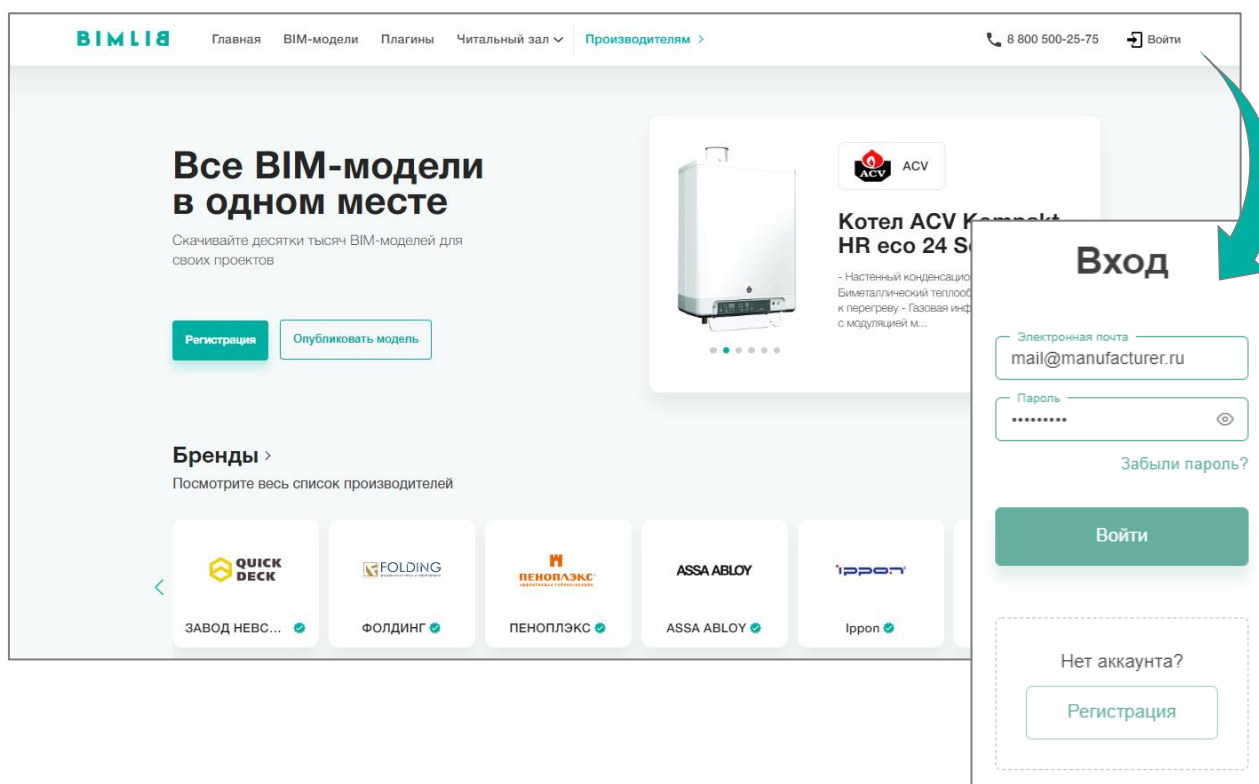 BIMLIB Главная BIM-модели Плагины Читальный зал Производителям > 8 800 500-25-75 Войти
Все BIM-модели
в одном месте
Скачивайте десятки тысяч BIM-моделей для
своих проектов
Регистрация Опубликовать модель
ACV ACV
Котел ACV Kompakt
HR eco 24 S
- Настенный конденсацио
Биметаллический теплооб
к перегреву - Газовая инф
с модуляцией м...
Бренды >
Посмотрите весь список производителей
QUICK
DECK
FOLDING
ПЕНОПЛЭКС
ASSA ABLOY
ippon
ЗАВОД НЕВС... ФОЛДИНГ ПЕНОПЛЭКС ASSA ABLOY Ippon
Вход
Электронная почта
mail@manufacturer.ru
Пароль
•••••••••
Забыли пароль?
Войти
Нет аккаунта?
Регистрация